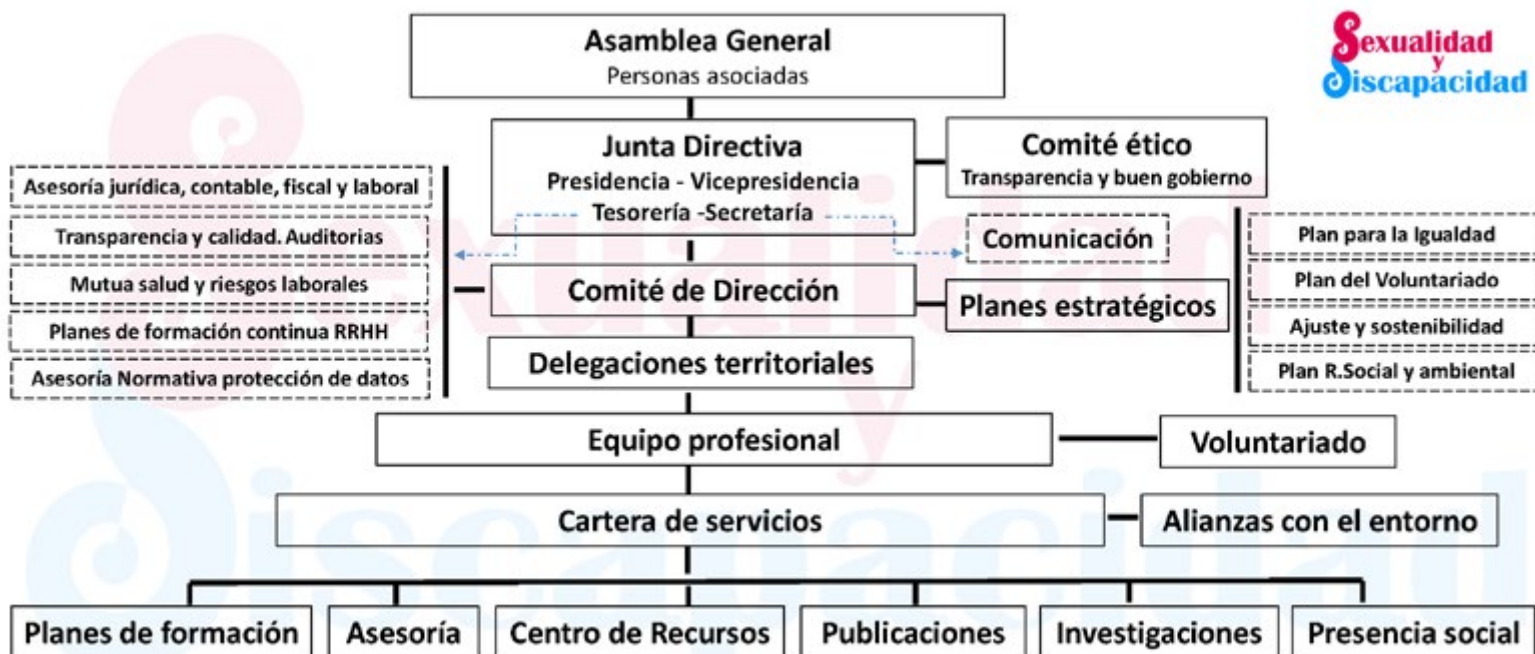 Asamblea General
Personas asociadas
Sexualidad
y
Discapacidad
Junta Directiva
Presidencia - Vicepresidencia
Tesorería -Secretaría
Comité ético
Transparencia y buen gobierno
Asesoría jurídica, contable, fiscal y laboral
Transparencia y calidad. Auditorias
Mutua salud y riesgos laborales
Planes de formación continua RRHH
Asesoría Normativa protección de datos
Comunicación
Comité de Dirección
Planes estratégicos
Plan para la Igualdad
Plan del Voluntariado
Ajuste y sostenibilidad
Plan R.Social y ambiental
Delegaciones territoriales
Equipo profesional
Voluntariado
Cartera de servicios
Alianzas con el entorno
Planes de formación
Asesoría
Centro de Recursos
Publicaciones
Investigaciones
Presencia social
Sexualidad
y
Discapacidad